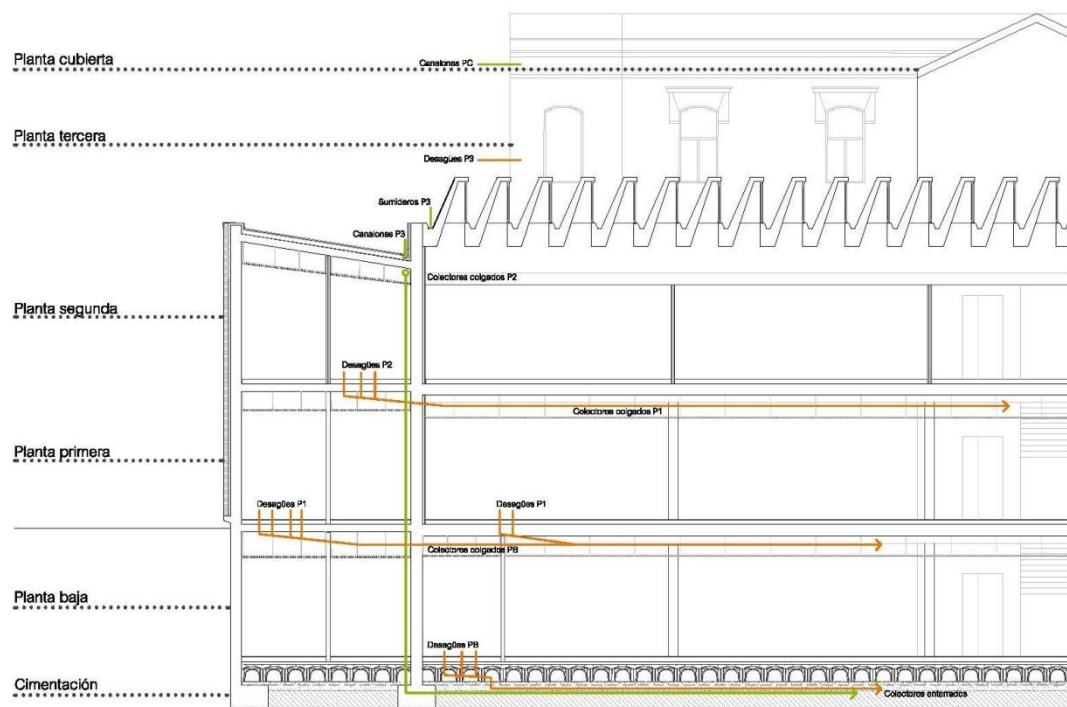 Planta cubierta
Canalones PC
Planta tercera
Desagües P3
Sumideros P3
Canalones P3
Colectores colgados P2
Planta segunda
Desagües P2
Colectores colgados P1
Planta primera
Desagües P1
Desagües P1
Colectores colgados PB
Planta baja
Desagües PB
Cimentación
Colectores enterrados